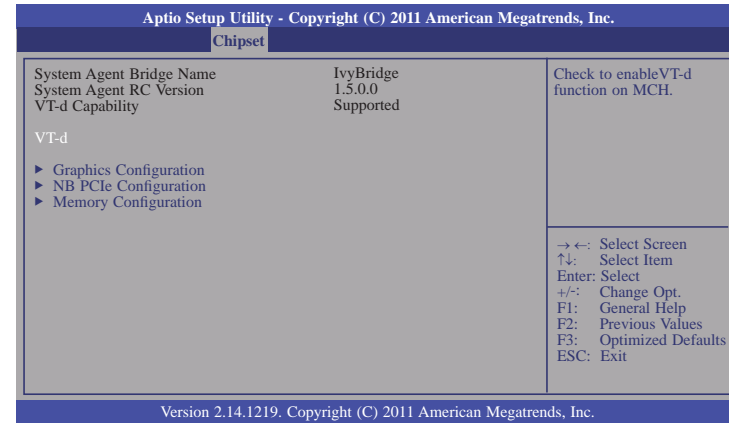 Aptio Setup Utility - Copyright (C) 2011 American Megatrends, Inc.
Chipset
System Agent Bridge Name IvyBridge
System Agent RC Version 1.5.0.0
VT-d Capability Supported
VT-d
▶ Graphics Configuration
▶ NB PCIe Configuration
▶ Memory Configuration
Check to enableVT-d
function on MCH.
→←: Select Screen
↑↓: Select Item
Enter: Select
+/-: Change Opt.
F1: General Help
F2: Previous Values
F3: Optimized Defaults
ESC: Exit
Version 2.14.1219. Copyright (C) 2011 American Megatrends, Inc.